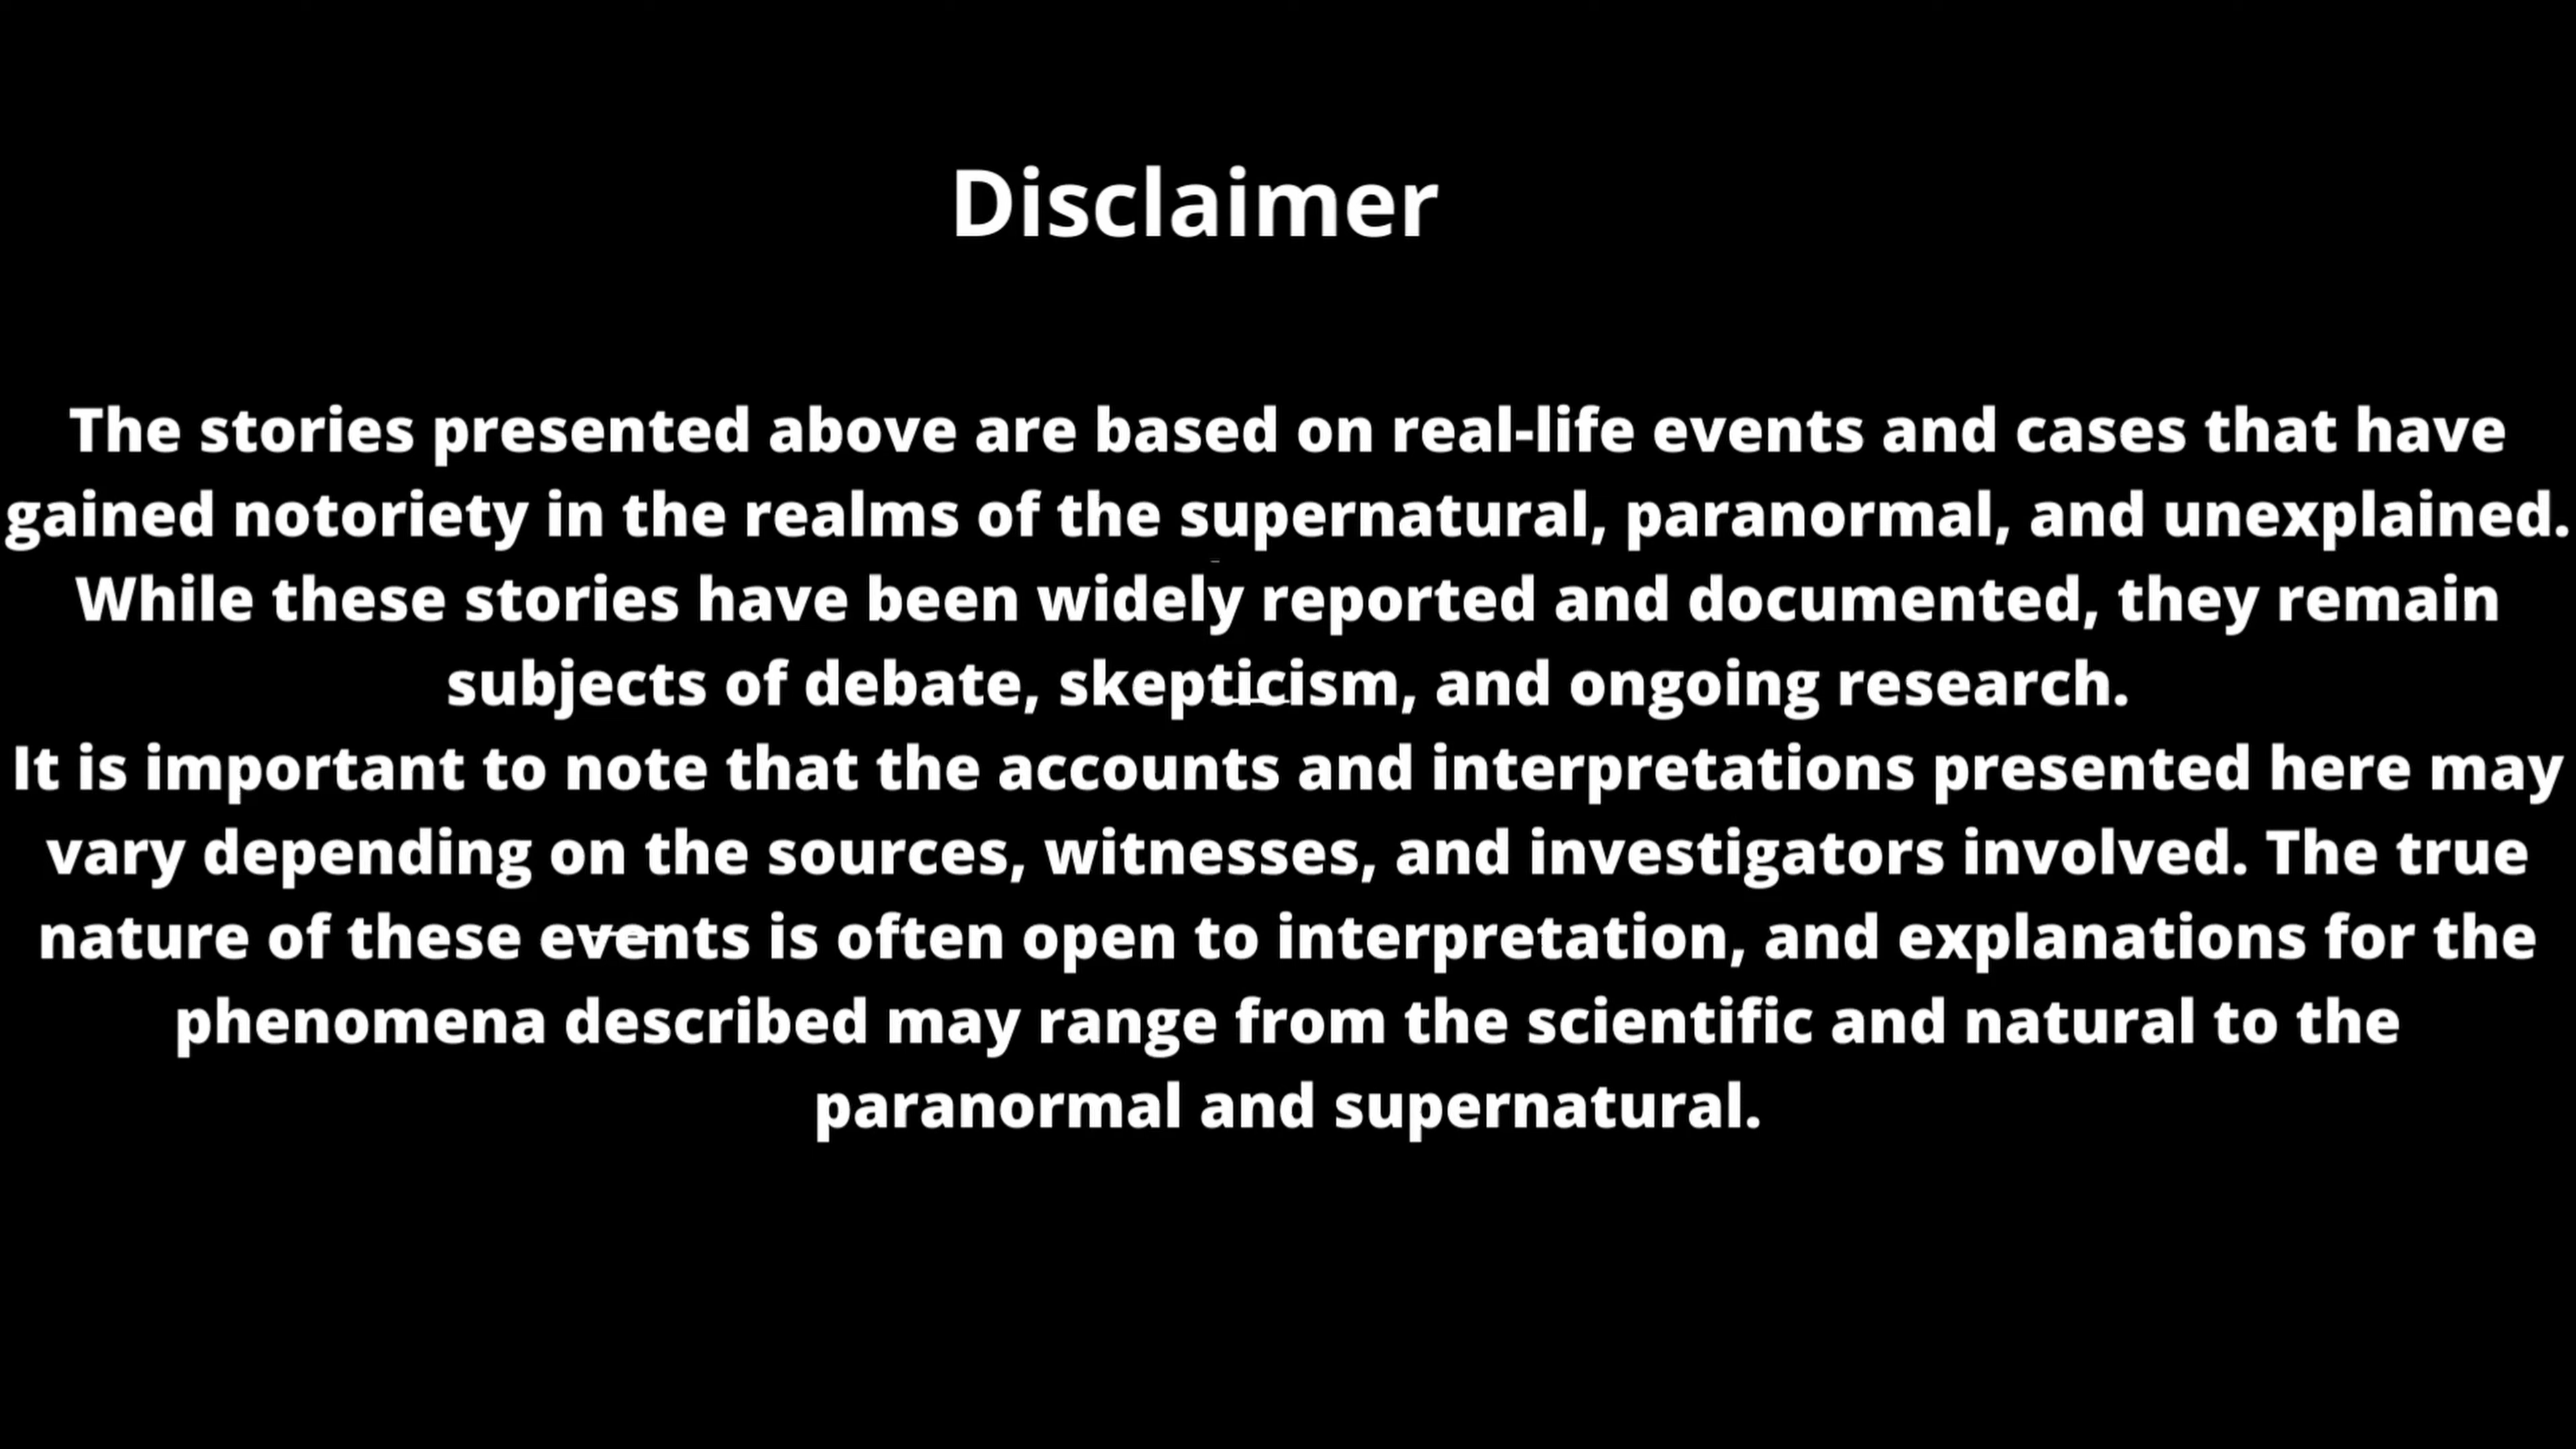 Disclaimer
The stories presented above are based on real-life events and cases that have
gained notoriety in the realms of the supernatural, paranormal, and unexplained.
While these stories have been widely reported and documented, they remain
subjects of debate, skepticism, and ongoing research.
It is important to note that the accounts and interpretations presented here may
vary depending on the sources, witnesses, and investigators involved. The true
nature of these events is often open to interpretation, and explanations for the
phenomena described may range from the scientific and natural to the
paranormal and supernatural.